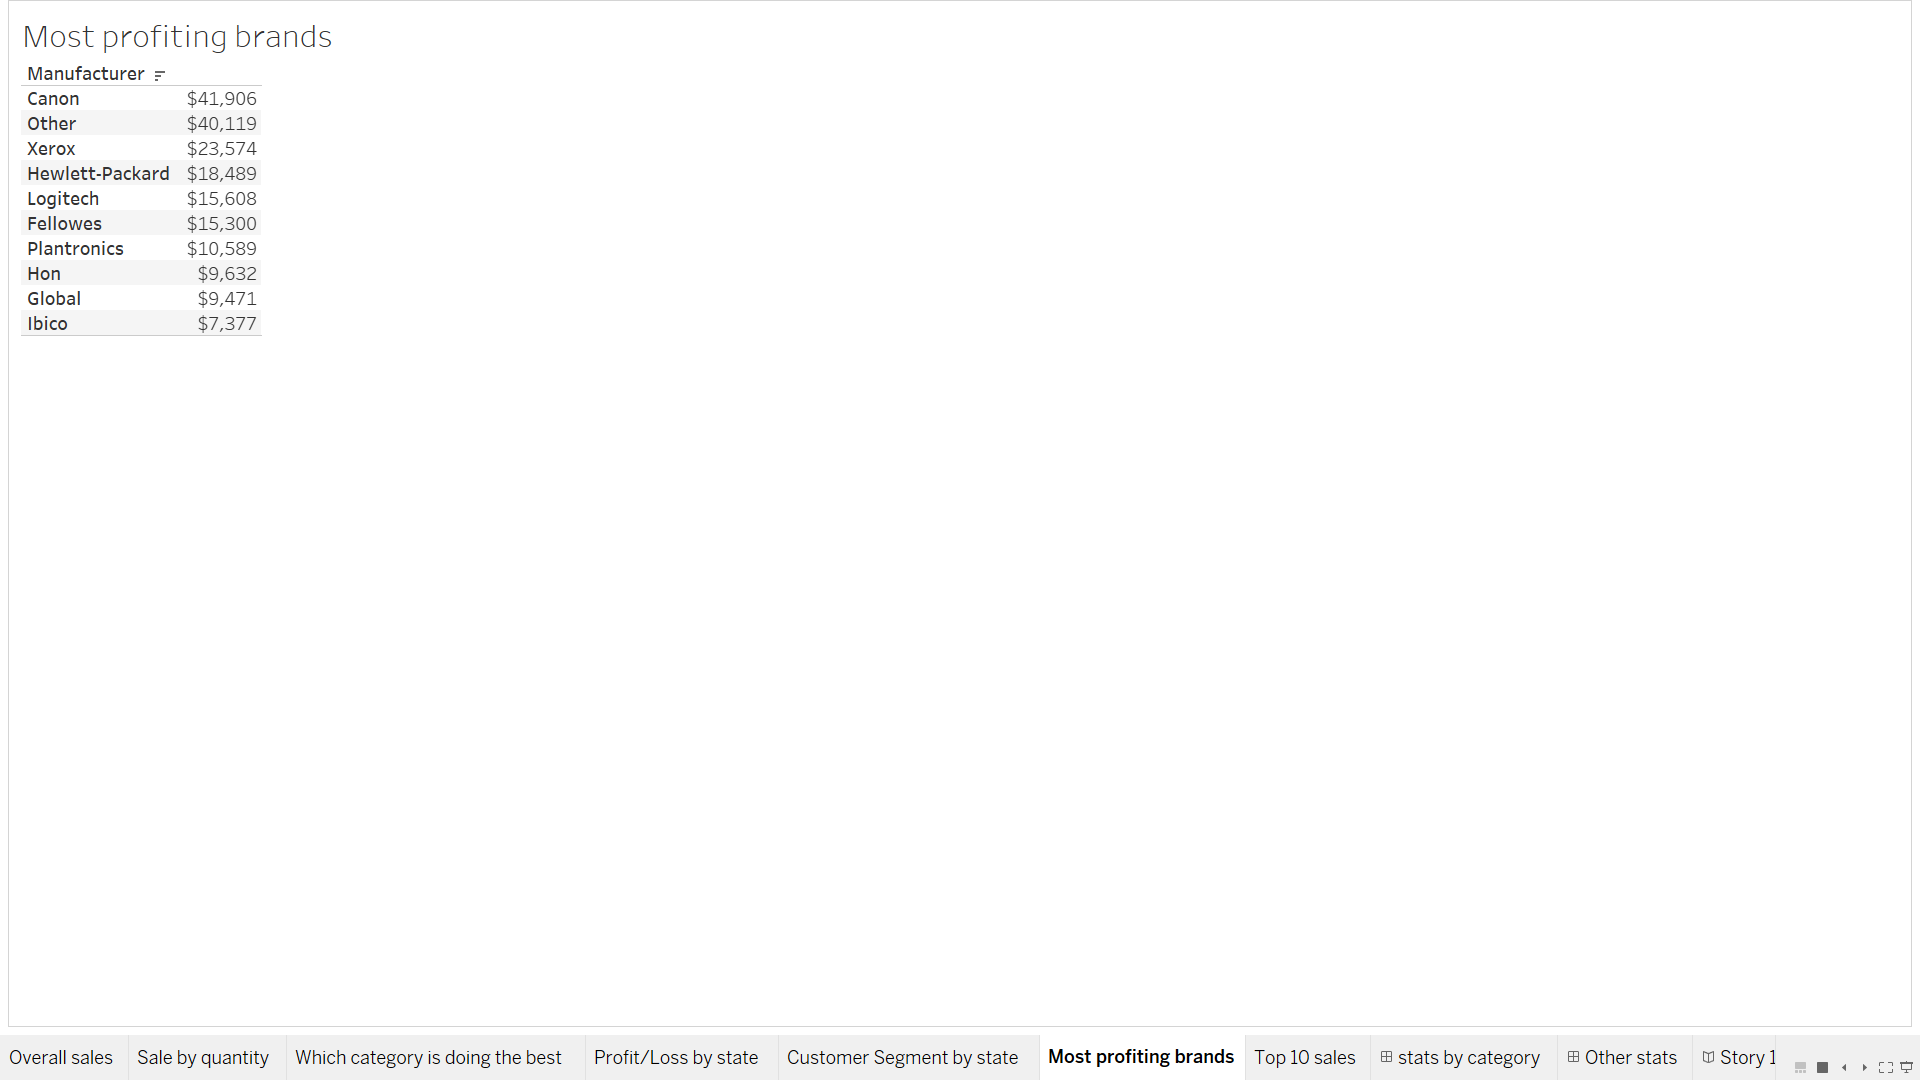 Most profiting brands
Manufacturer
Canon $41,906
Other $40,119
Xerox $23,574
Hewlett-Packard $18,489
Logitech $15,608
Fellowes $15,300
Plantronics $10,589
Hon $9,632
Global $9,471
Ibico $7,377
Overall sales Sale by quantity Which category is doing the best Profit/Loss by state Customer Segment by state Most profiting brands Top 10 sales stats by category Other stats Story 1